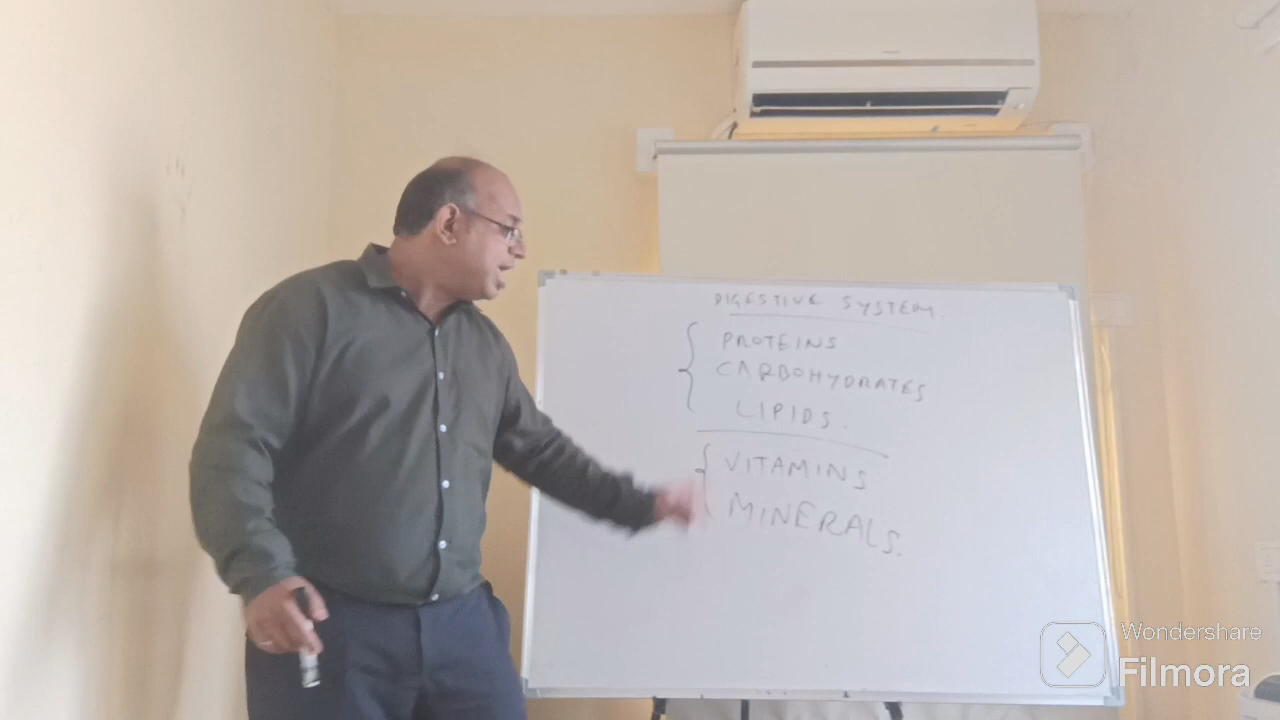 DIGESTIVE SYSTEM.
PROTEINS
CARBOHYDRATES
LIPIDS.
VITAMINS
MINERALS.
Wondershare
Filmora